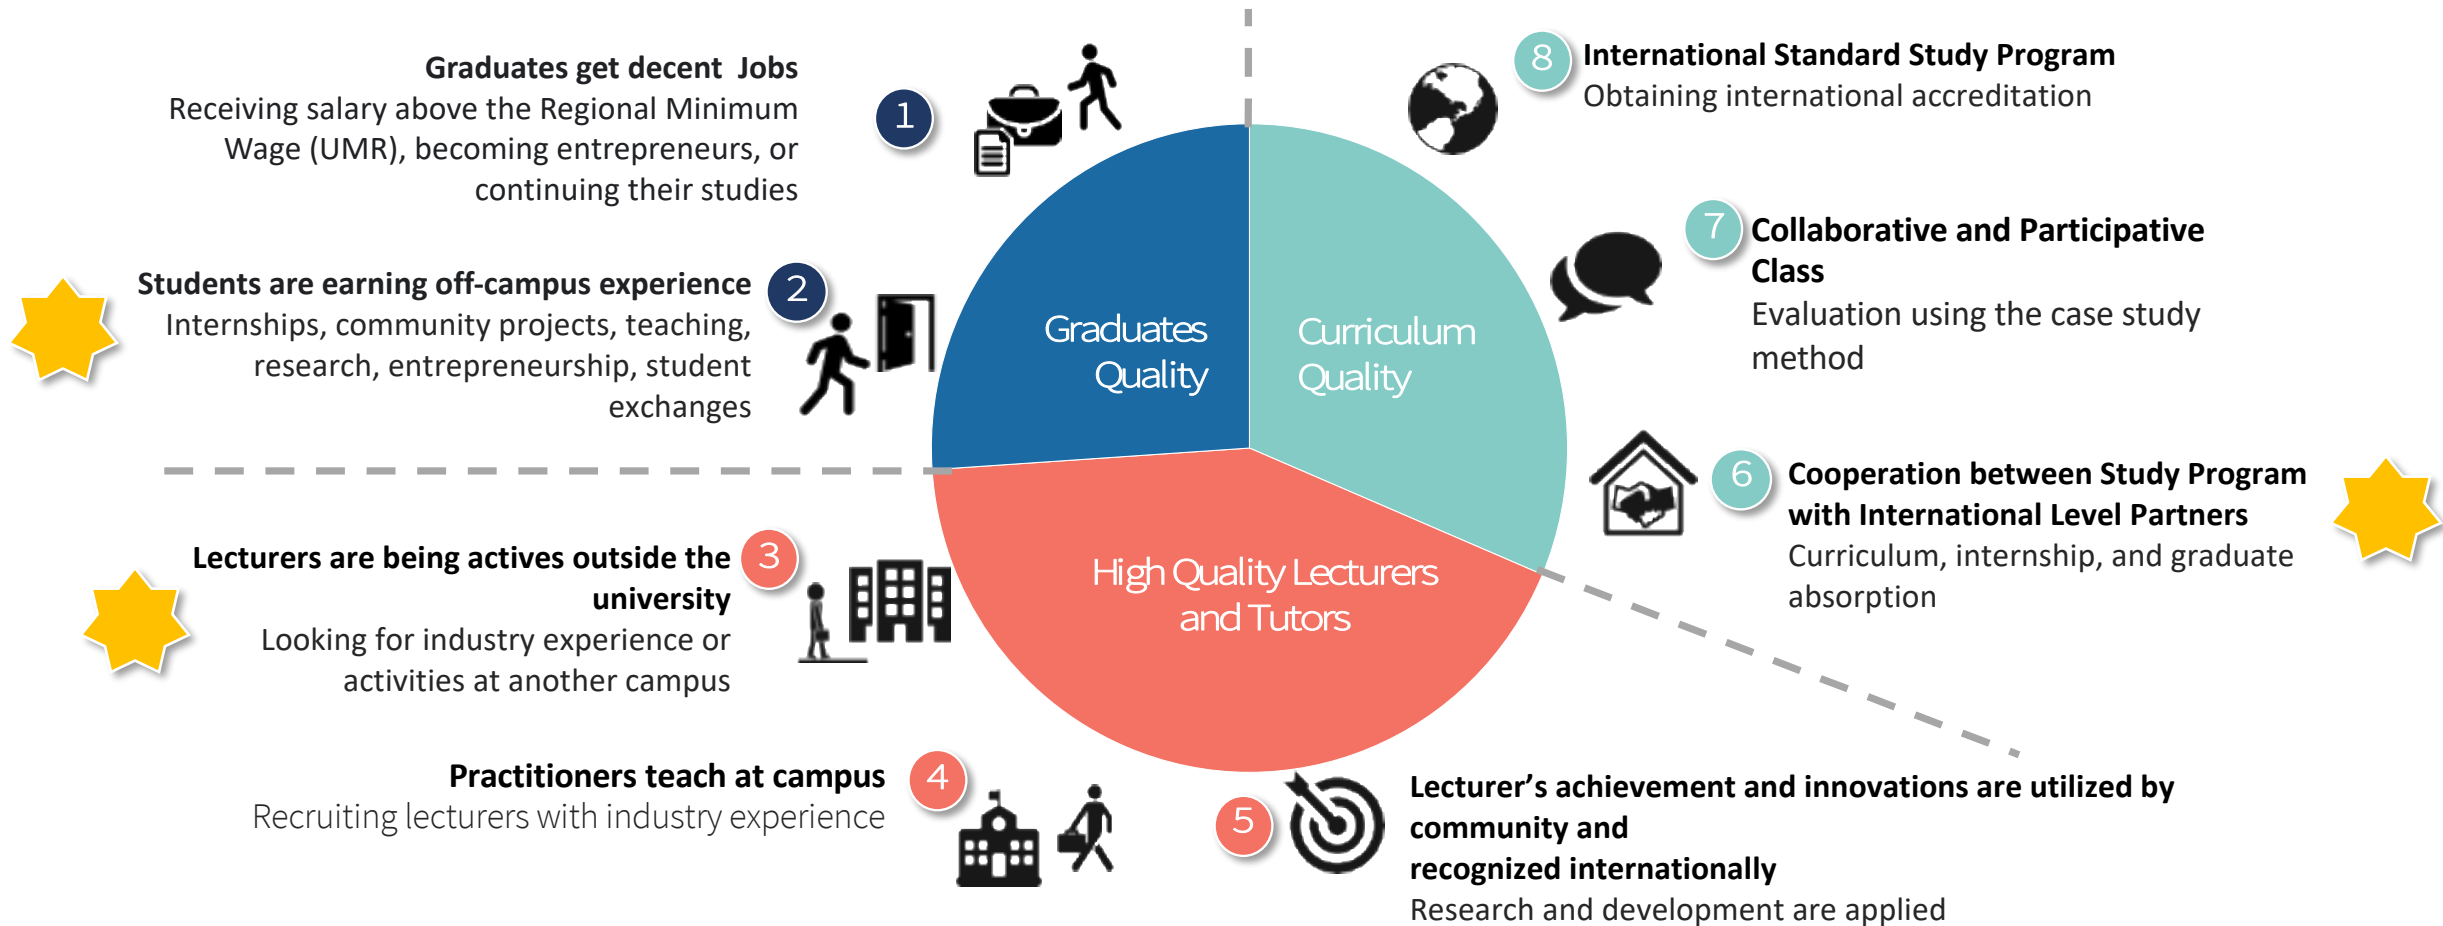 1
Graduates get decent Jobs
Receiving salary above the Regional Minimum
Wage (UMR), becoming entrepreneurs, or
continuing their studies
2
Students are earning off-campus experience
Internships, community projects, teaching,
research, entrepreneurship, student
exchanges
3
Lecturers are being actives outside the
university
Looking for industry experience or
activities at another campus
4
Practitioners teach at campus
Recruiting lecturers with industry experience
Graduates
Quality
Curriculum
Quality
High Quality Lecturers
and Tutors
8
International Standard Study Program
Obtaining international accreditation
7
Collaborative and Participative
Class
Evaluation using the case study
method
6
Cooperation between Study Program
with International Level Partners
Curriculum, internship, and graduate
absorption
5
Lecturer’s achievement and innovations are utilized by
community and
recognized internationally
Research and development are applied